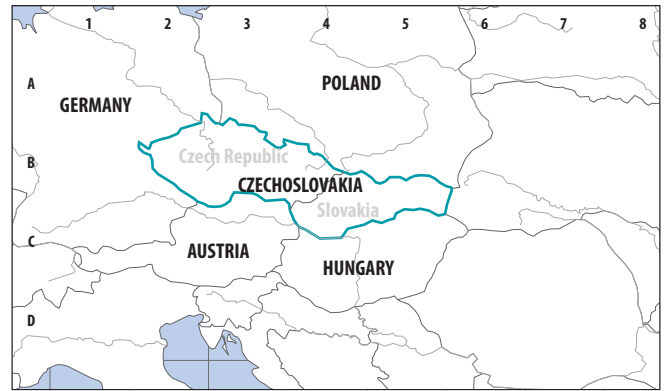 1 2 3 4 5 6 7 8
A
POLAND
GERMANY
Czech Republic
B
CZECHOSLOVAKIA
Slovakia
C
AUSTRIA
HUNGARY
D